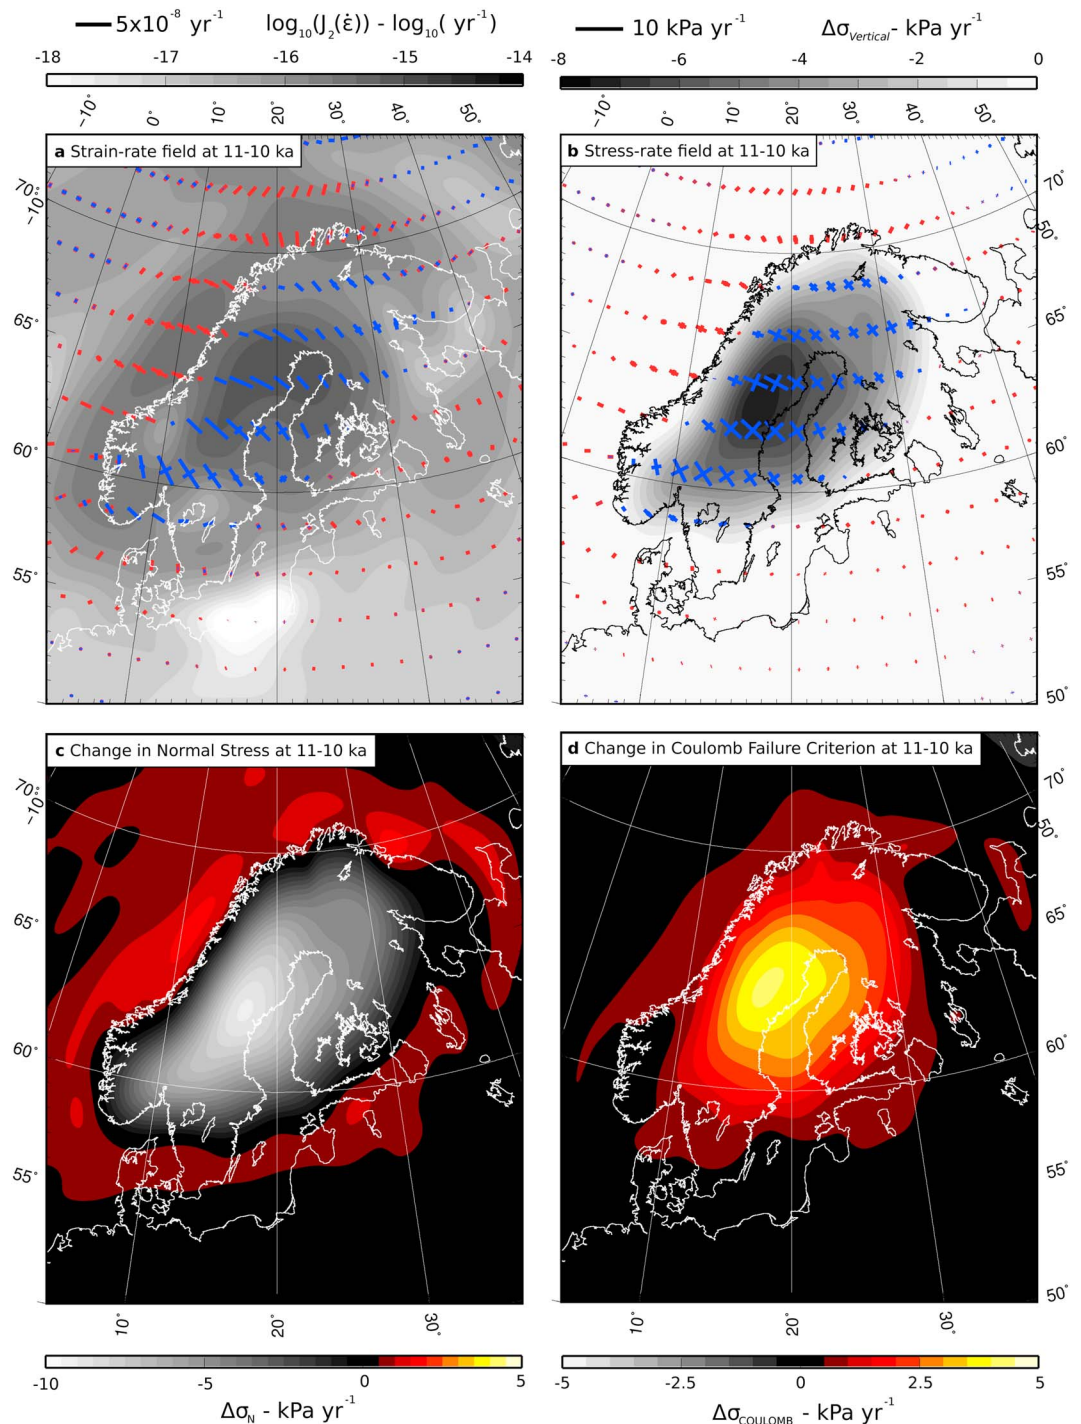 5x10⁻⁸ yr⁻¹ log₁₀(J₂(ε̇)) - log₁₀( yr⁻¹)
-18 -17 -16 -15 -14
10 kPa yr⁻¹ Δσ_Vertical - kPa yr⁻¹
-8 -6 -4 -2 0
-10° 0° 10° 20° 30° 40° 50°
-10° 0° 10° 20° 30° 40° 50°
a Strain-rate field at 11-10 ka
70°
-10°
65°
60°
55°
b Stress-rate field at 11-10 ka
70°
50°
65°
60°
55°
50°
c Change in Normal Stress at 11-10 ka
70°
-10°
65°
60°
55°
10° 20° 30°
d Change in Coulomb Failure Criterion at 11-10 ka
70°
50°
65°
60°
55°
50°
10° 20° 30°
-10 -5 0 5
Δσ_N - kPa yr⁻¹
-5 -2.5 0 2.5 5
Δσ_COULOMB - kPa yr⁻¹